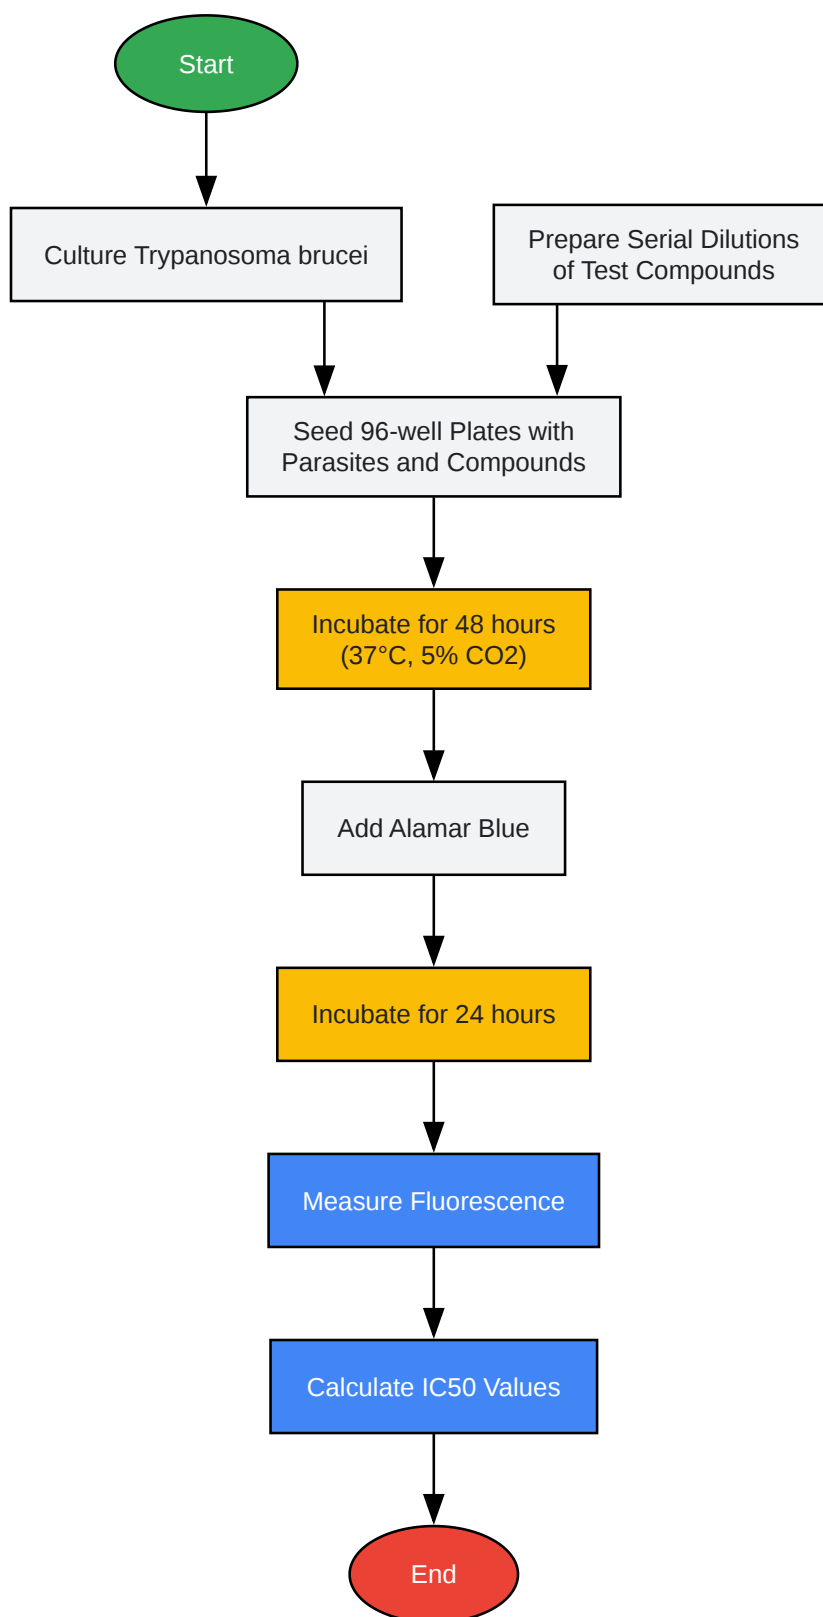 Start
Culture Trypanosoma brucei
Prepare Serial Dilutions
of Test Compounds
Seed 96-well Plates with
Parasites and Compounds
Incubate for 48 hours
(37°C, 5% CO2)
Add Alamar Blue
Incubate for 24 hours
Measure Fluorescence
Calculate IC50 Values
End